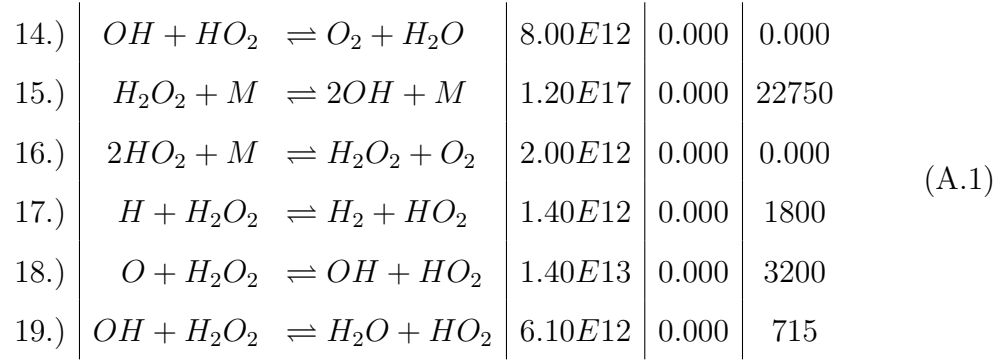 14.) OH + HO₂ ⇌ O₂ + H₂O 8.00E12 0.000 0.000
15.) H₂O₂ + M ⇌ 2OH + M 1.20E17 0.000 22750
16.) 2HO₂ + M ⇌ H₂O₂ + O₂ 2.00E12 0.000 0.000
(A.1)
17.) H + H₂O₂ ⇌ H₂ + HO₂ 1.40E12 0.000 1800
18.) O + H₂O₂ ⇌ OH + HO₂ 1.40E13 0.000 3200
19.) OH + H₂O₂ ⇌ H₂O + HO₂ 6.10E12 0.000 715